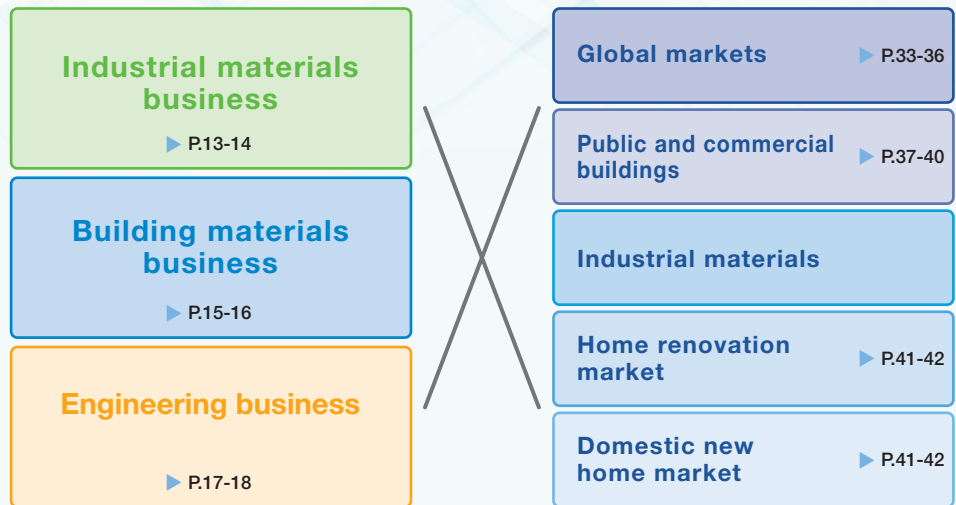 Industrial materials
business
▶ P.13-14
Building materials
business
▶ P.15-16
Engineering business
▶ P.17-18
Global markets ▶ P.33-36
Public and commercial
buildings ▶ P.37-40
Industrial materials
Home renovation
market ▶ P.41-42
Domestic new
home market ▶ P.41-42